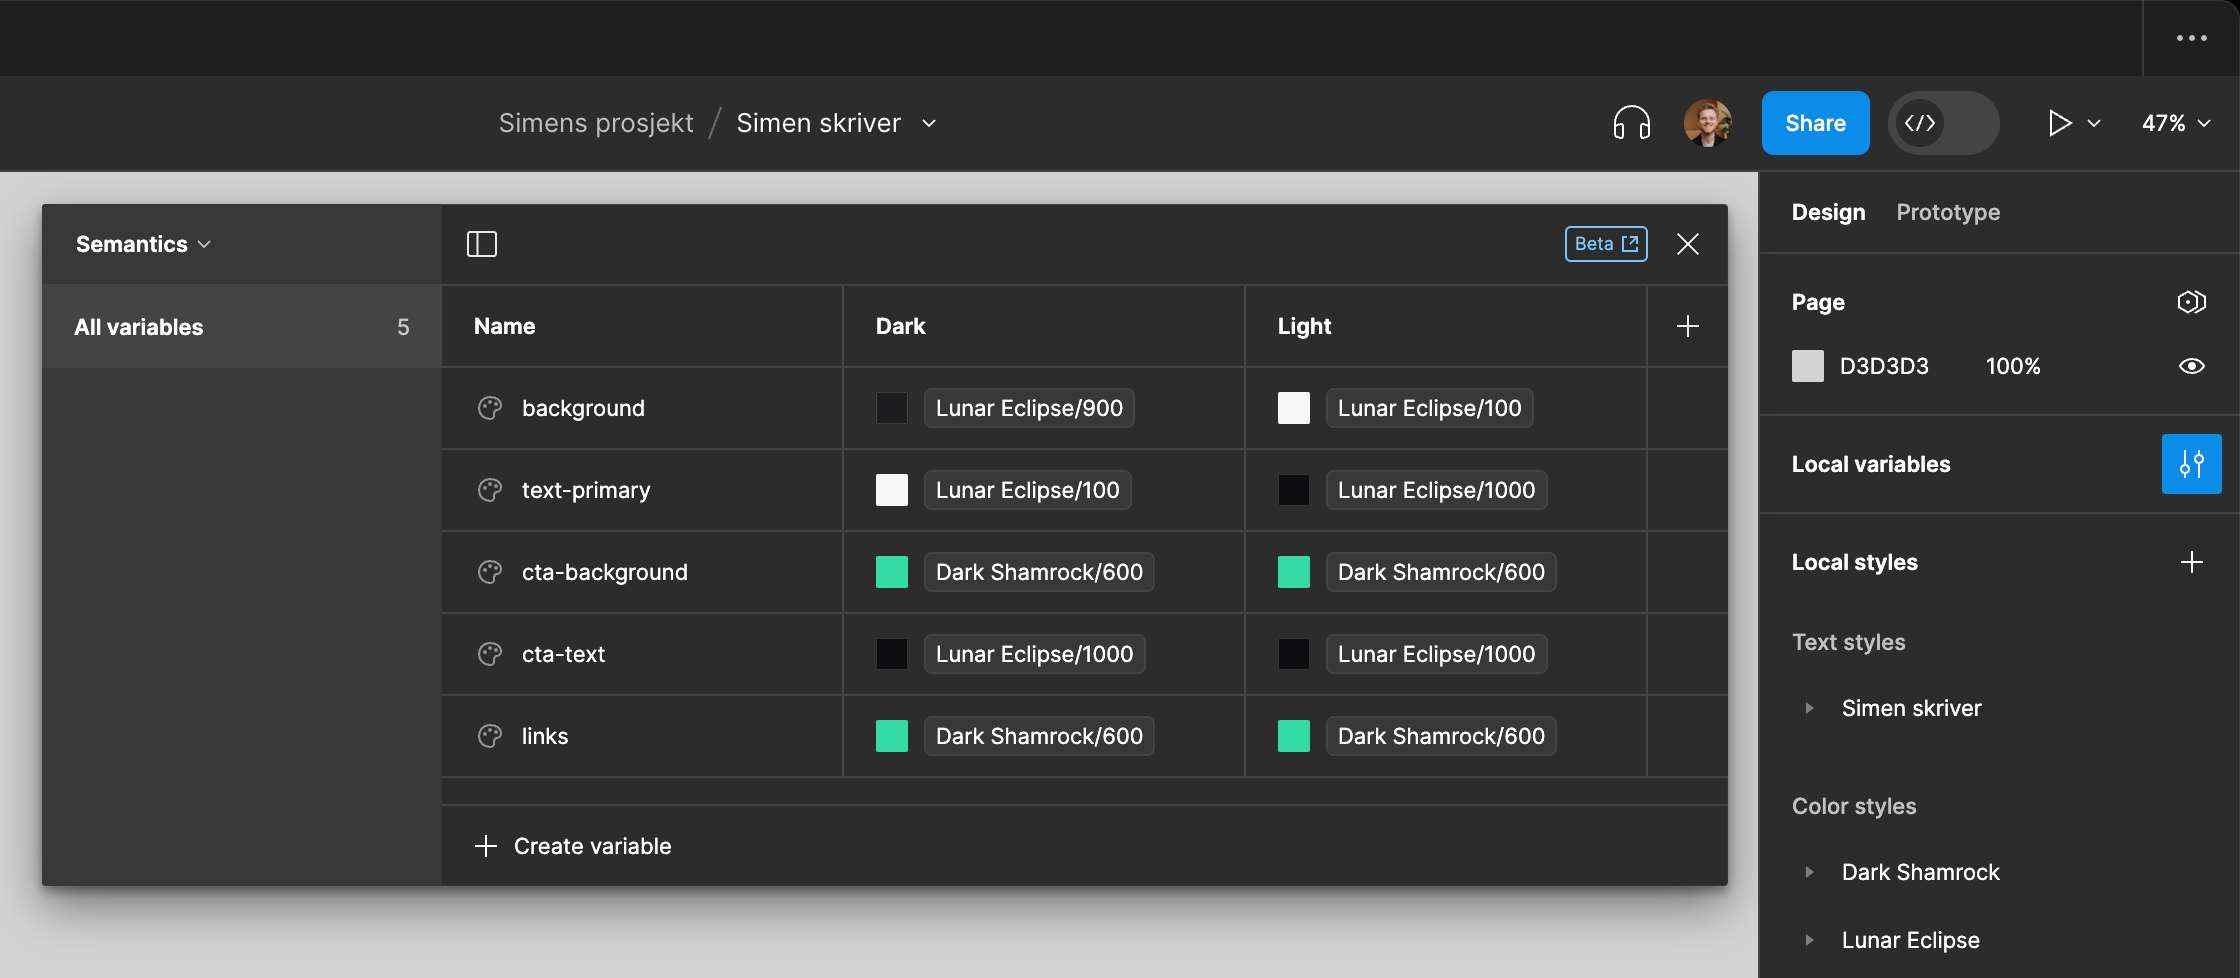 Simens prosjekt / Simen skriver
Share
</>
47%
Semantics
Beta
Design Prototype
All variables 5
Name Dark Light
Page
D3D3D3 100%
background Lunar Eclipse/900 Lunar Eclipse/100
text-primary Lunar Eclipse/100 Lunar Eclipse/1000
cta-background Dark Shamrock/600 Dark Shamrock/600
cta-text Lunar Eclipse/1000 Lunar Eclipse/1000
links Dark Shamrock/600 Dark Shamrock/600
Create variable
Local variables
Local styles
Text styles
Simen skriver
Color styles
Dark Shamrock
Lunar Eclipse